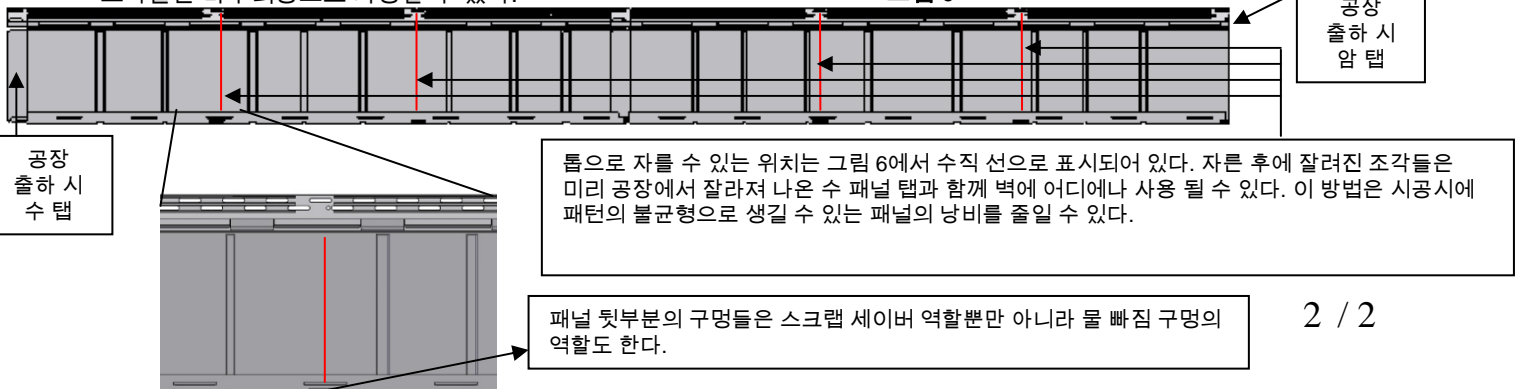 수 있다.
그림 6
공장
출하 시
암 탭
공장
출하 시
수 탭
톱으로 자를 수 있는 위치는 그림 6에서 수직 선으로 표시되어 있다. 자른 후에 잘려진 조각들은
미리 공장에서 잘라져 나온 수 패널 탭과 함께 벽에 어디에나 사용 될 수 있다. 이 방법은 시공시에
패턴의 불균형으로 생길 수 있는 패널의 낭비를 줄일 수 있다.
패널 뒷부분의 구멍들은 스크랩 세이버 역할뿐만 아니라 물 빠짐 구멍의
역할도 한다.
2 / 2